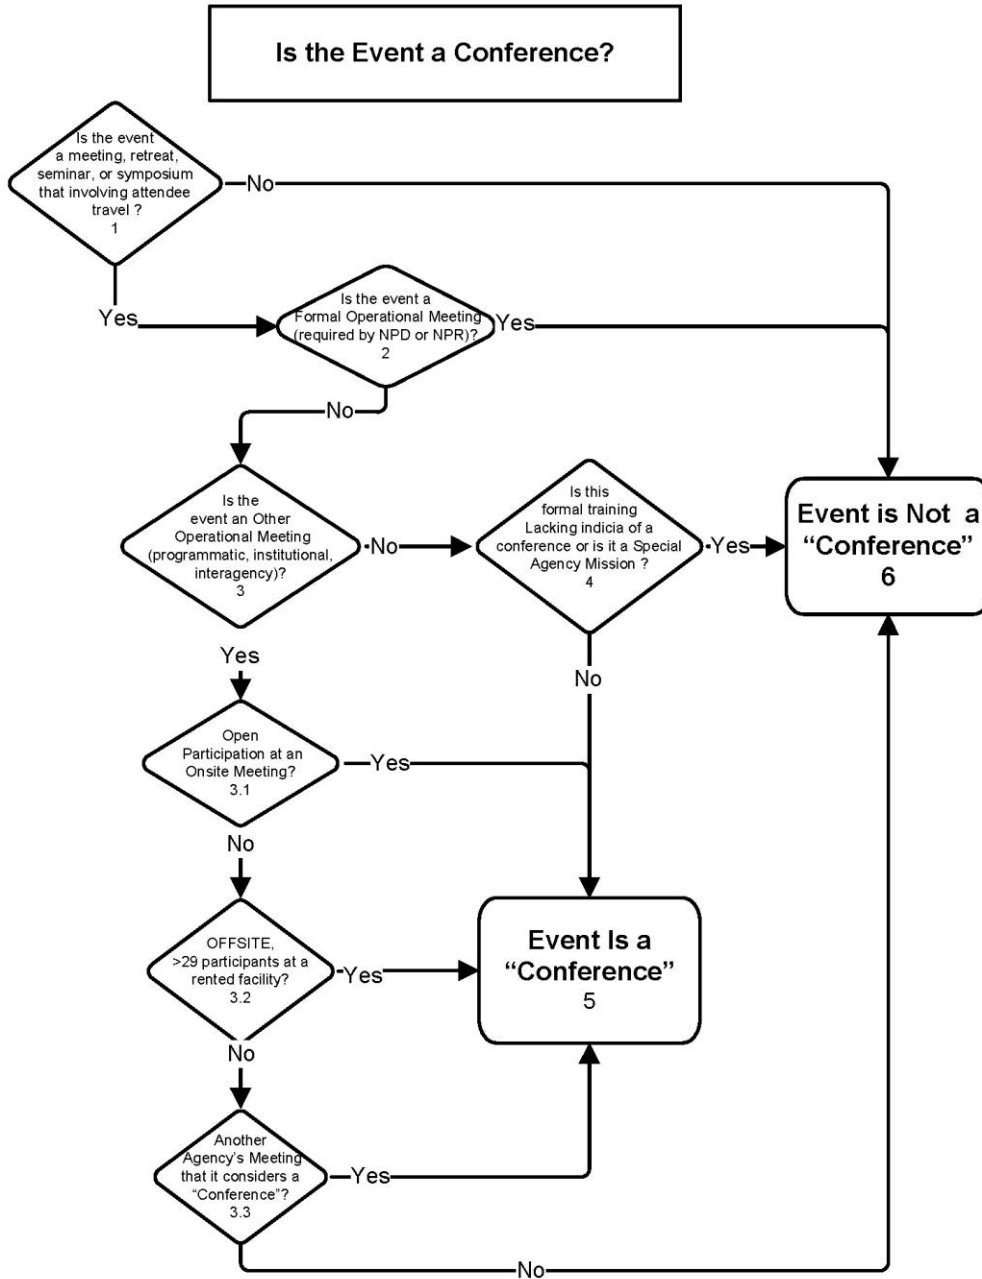 Is the Event a Conference?
Is the event
a meeting, retreat,
seminar, or symposium
that involving attendee
travel ?
1
No
Yes
Is the event a
Formal Operational Meeting
(required by NPD or NPR)?
2
Yes
No
Is the
event an Other
Operational Meeting
(programmatic, institutional,
interagency)?
3
No
Is this
formal training
Lacking indicia of a
conference or is it a Special
Agency Mission ?
4
Yes
Event is Not a
“Conference”
6
Yes
No
Open
Participation at an
Onsite Meeting?
3.1
Yes
No
OFFSITE,
>29 participants at a
rented facility?
3.2
Yes
Event Is a
“Conference”
5
No
Another
Agency’s Meeting
that it considers a
“Conference”?
3.3
Yes
No